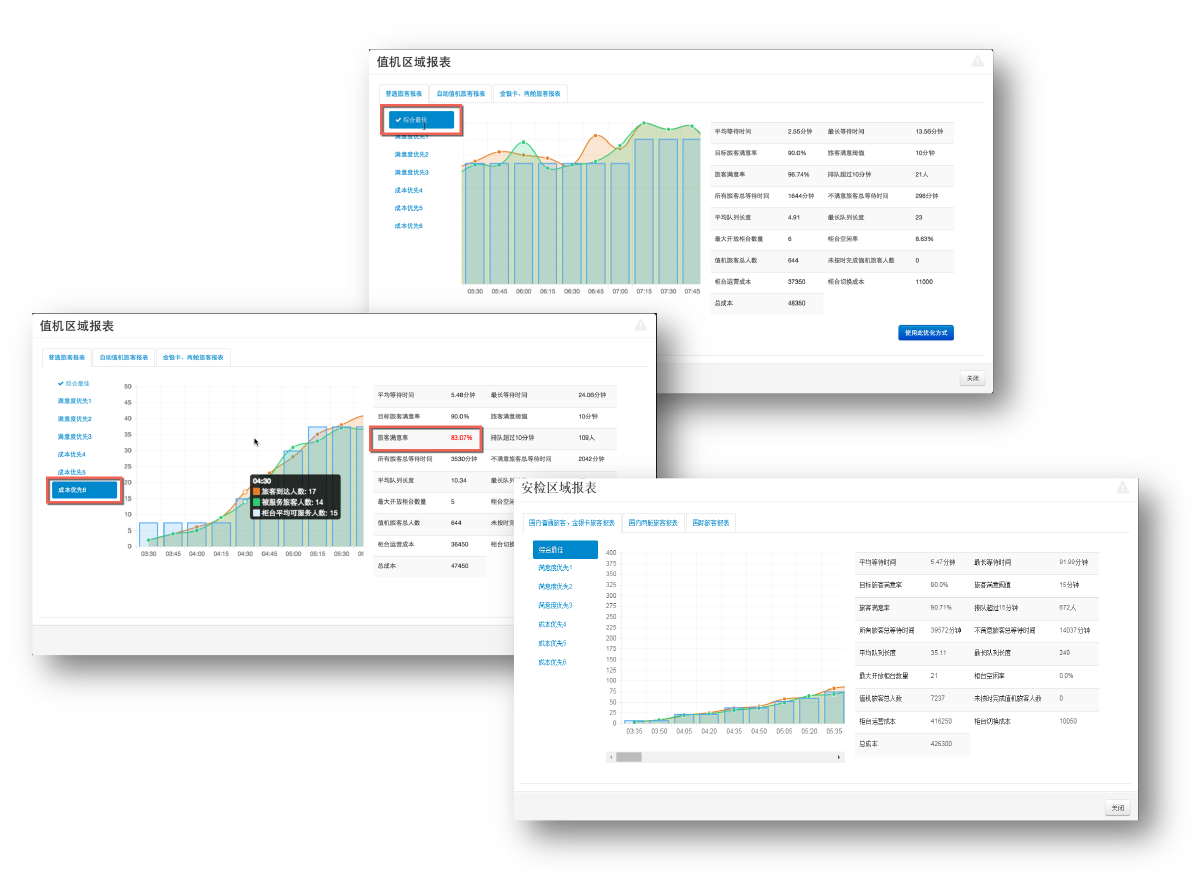 值机区域报表
普通旅客报表 自助值机旅客报表 金银卡、两舱旅客报表
综合最佳
满意度优先1
满意度优先2
满意度优先3
成本优先4
成本优先5
成本优先6
05:30 05:45 06:00 06:15 06:30 06:45 07:00 07:15 07:30 07:45
平均等待时间 2.55分钟 最长等待时间 13.56分钟
目标旅客满意率 90.0% 旅客满意阈值 10分钟
旅客满意率 96.74% 排队超过10分钟 21人
所有旅客总等待时间 1644分钟 不满意旅客总等待时间 296分钟
平均队列长度 4.91 最长队列长度 23
最大开放柜台数量 6 柜台空闲率 8.63%
值机旅客总人数 644 未按时完成值机旅客人数 0
柜台运营成本 37350 柜台切换成本 11000
总成本 48350
使用此优化方式
关闭
值机区域报表
普通旅客报表 自助值机旅客报表 金银卡、两舱旅客报表
综合最佳
满意度优先1
满意度优先2
满意度优先3
成本优先4
成本优先5
成本优先6
50
45
40
35
30
25
20
15
10
5
0
03:30 03:45 04:00 04:15 04:30 04:45 05:00 05:15 05:30
04:30
旅客到达人数: 17
被服务旅客人数: 14
柜台平均可服务人数: 15
平均等待时间 5.48分钟 最长等待时间 24.06分钟
目标旅客满意率 90.0% 旅客满意阈值 10分钟
旅客满意率 83.07% 排队超过10分钟 109人
所有旅客总等待时间 3530分钟 不满意旅客总等待时间 2042分钟
平均队列长度 10.34 最长队列长度
最大开放柜台数量 5 柜台空
值机旅客总人数 644 未按时
柜台运营成本 36450 柜台切换
总成本 47450
安检区域报表
国内普通旅客、金银卡旅客报表 国内两舱旅客报表 国际旅客报表
综合最佳
满意度优先1
满意度优先2
满意度优先3
成本优先4
成本优先5
成本优先6
400
375
350
325
300
275
250
225
200
175
150
125
100
75
50
25
0
03:35 03:50 04:05 04:20 04:35 04:50 05:05 05:20 05:35
平均等待时间 5.47分钟 最长等待时间 91.99分钟
目标旅客满意率 90.0% 旅客满意阈值 15分钟
旅客满意率 90.71% 排队超过15分钟 672人
所有旅客总等待时间 39572分钟 不满意旅客总等待时间 14037分钟
平均队列长度 35.11 最长队列长度 249
最大开放柜台数量 21 柜台空闲率 0.0%
值机旅客总人数 7237 未按时完成值机旅客人数 0
柜台运营成本 416250 柜台切换成本 10050
总成本 426300
关闭